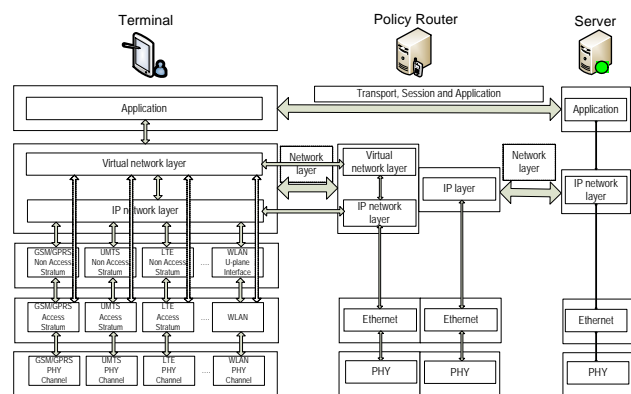 Terminal
Policy Router
Server
Transport, Session and Application
Application
Application
Virtual network layer
Network
layer
Virtual
network layer
Network
layer
IP layer
IP network
layer
IP network layer
IP network
layer
GSM/GPRS
Non Access
Stratum
UMTS
Non Access
Stratum
LTE
Non Access
Stratum
....
WLAN
U-plane
Interface
GSM/GPRS
Access
Stratum
UMTS
Access
Stratum
LTE
Access
Stratum
....
WLAN
Ethernet
Ethernet
Ethernet
GSM/GPRS
PHY
Channel
UMTS
PHY
Channel
LTE
PHY
Channel
....
WLAN
PHY
Channel
PHY
PHY
PHY